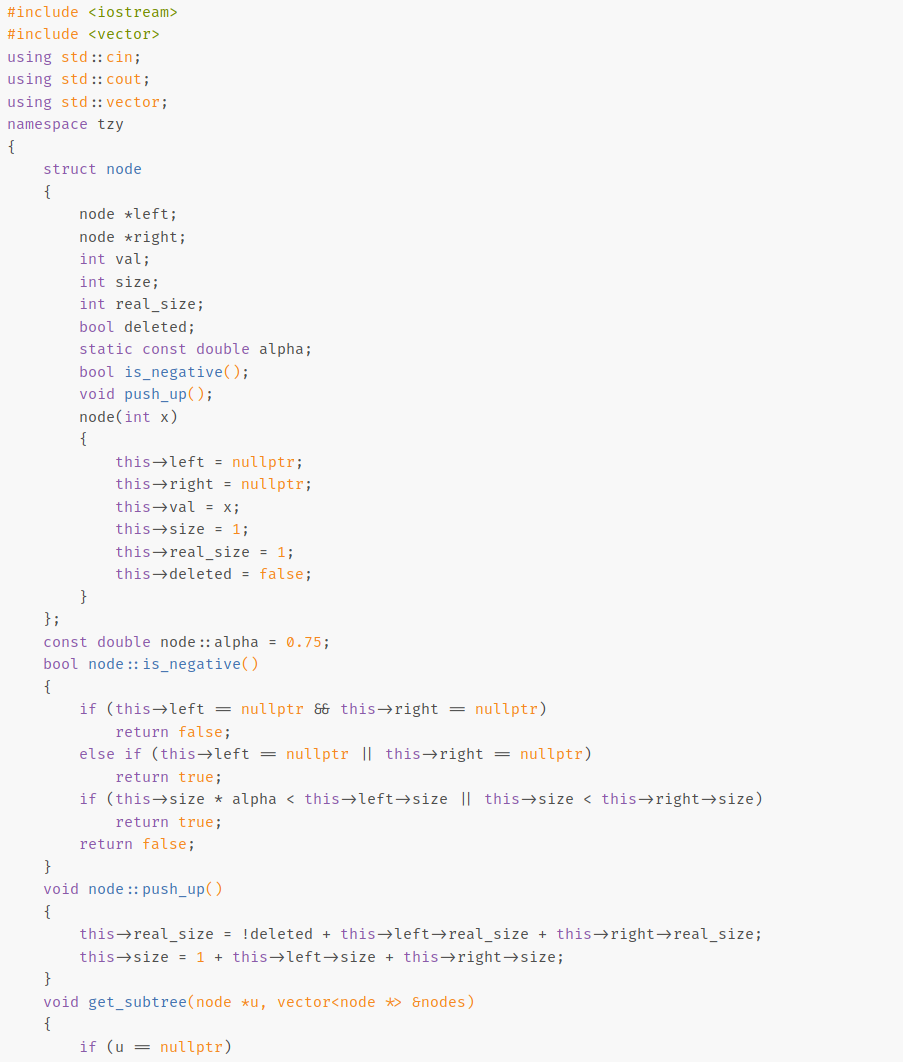 #include <iostream>
#include <vector>
using std::cin;
using std::cout;
using std::vector;
namespace tzy
{
    struct node
    {
        node *left;
        node *right;
        int val;
        int size;
        int real_size;
        bool deleted;
        static const double alpha;
        bool is_negative();
        void push_up();
        node(int x)
        {
            this->left = nullptr;
            this->right = nullptr;
            this->val = x;
            this->size = 1;
            this->real_size = 1;
            this->deleted = false;
        }
    };
    const double node::alpha = 0.75;
    bool node::is_negative()
    {
        if (this->left == nullptr && this->right == nullptr)
            return false;
        else if (this->left == nullptr || this->right == nullptr)
            return true;
        if (this->size * alpha < this->left->size || this->size < this->right->size)
            return true;
        return false;
    }
    void node::push_up()
    {
        this->real_size = !deleted + this->left->real_size + this->right->real_size;
        this->size = 1 + this->left->size + this->right->size;
    }
    void get_subtree(node *u, vector<node *> &nodes)
    {
        if (u == nullptr)